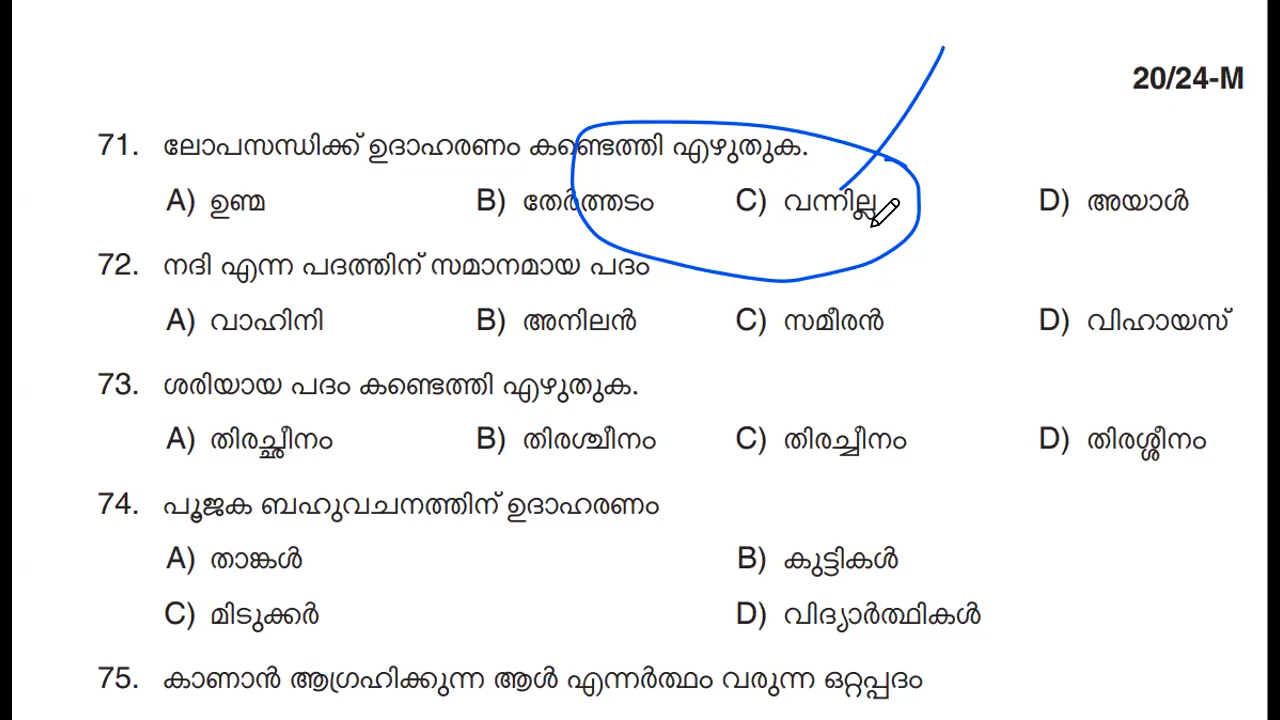 20/24-M
71. ലോപസന്ധിക്ക് ഉദാഹരണം കണ്ടെത്തി എഴുതുക.
A) ഉണ്മ B) തേർത്തടം C) വന്നില്ല D) അയാൾ
72. നദി എന്ന പദത്തിന് സമാനമായ പദം
A) വാഹിനി B) അനിലൻ C) സമീരൻ D) വിഹായസ്
73. ശരിയായ പദം കണ്ടെത്തി എഴുതുക.
A) തിരച്ഛീനം B) തിരശ്ചീനം C) തിരച്ചീനം D) തിരശ്ശീനം
74. പൂജക ബഹുവചനത്തിന് ഉദാഹരണം
A) താങ്കൾ B) കുട്ടികൾ
C) മിടുക്കർ D) വിദ്യാർത്ഥികൾ
75. കാണാൻ ആഗ്രഹിക്കുന്ന ആൾ എന്നർത്ഥം വരുന്ന ഒറ്റപ്പദം